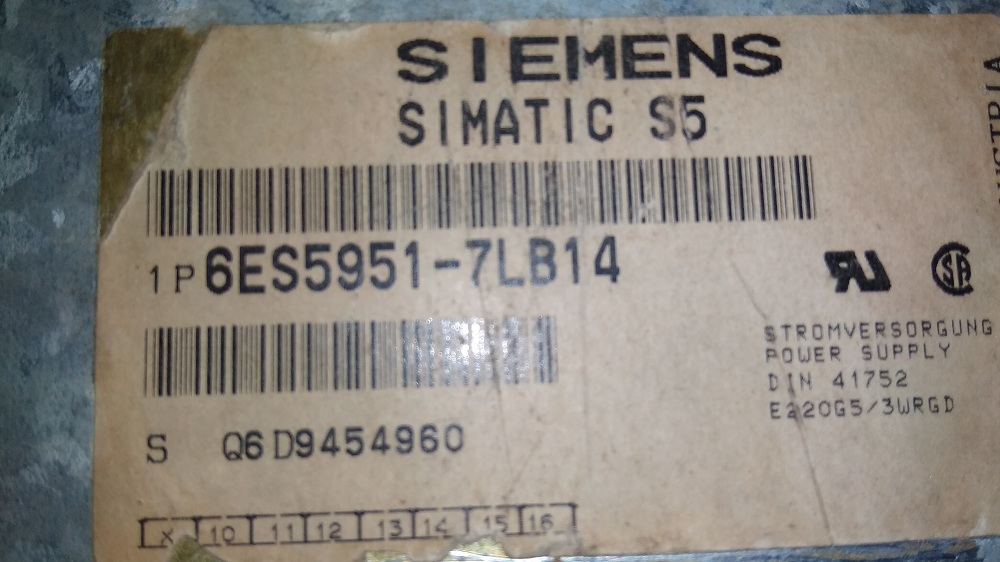 SIEMENS
SIMATIC S5
1P 6ES5951-7LB14
S Q6D9454960
STROMVERSORGUNG
POWER SUPPLY
DIN 41752
E220G5/3WRGD
X 10 11 12 13 14 15 16